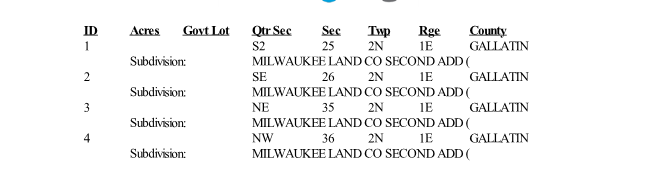 ID Acres Govt Lot Qtr Sec Sec Twp Rge County
1 S2 25 2N 1E GALLATIN
Subdivision: MILWAUKEE LAND CO SECOND ADD (
2 SE 26 2N 1E GALLATIN
Subdivision: MILWAUKEE LAND CO SECOND ADD (
3 NE 35 2N 1E GALLATIN
Subdivision: MILWAUKEE LAND CO SECOND ADD (
4 NW 36 2N 1E GALLATIN
Subdivision: MILWAUKEE LAND CO SECOND ADD (